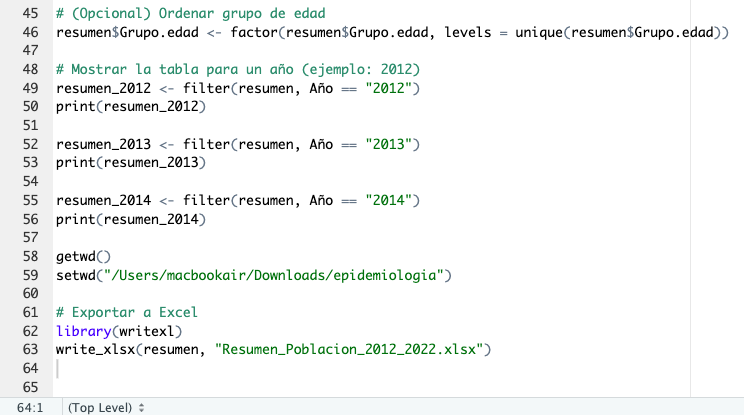 45 # (Opcional) Ordenar grupo de edad
46 resumen$Grupo.edad <- factor(resumen$Grupo.edad, levels = unique(resumen$Grupo.edad))
47
48 # Mostrar la tabla para un año (ejemplo: 2012)
49 resumen_2012 <- filter(resumen, Año == "2012")
50 print(resumen_2012)
51
52 resumen_2013 <- filter(resumen, Año == "2013")
53 print(resumen_2013)
54
55 resumen_2014 <- filter(resumen, Año == "2014")
56 print(resumen_2014)
57
58 getwd()
59 setwd("/Users/macbookair/Downloads/epidemiologia")
60
61 # Exportar a Excel
62 library(writexl)
63 write_xlsx(resumen, "Resumen_Poblacion_2012_2022.xlsx")
64
65
64:1 (Top Level)